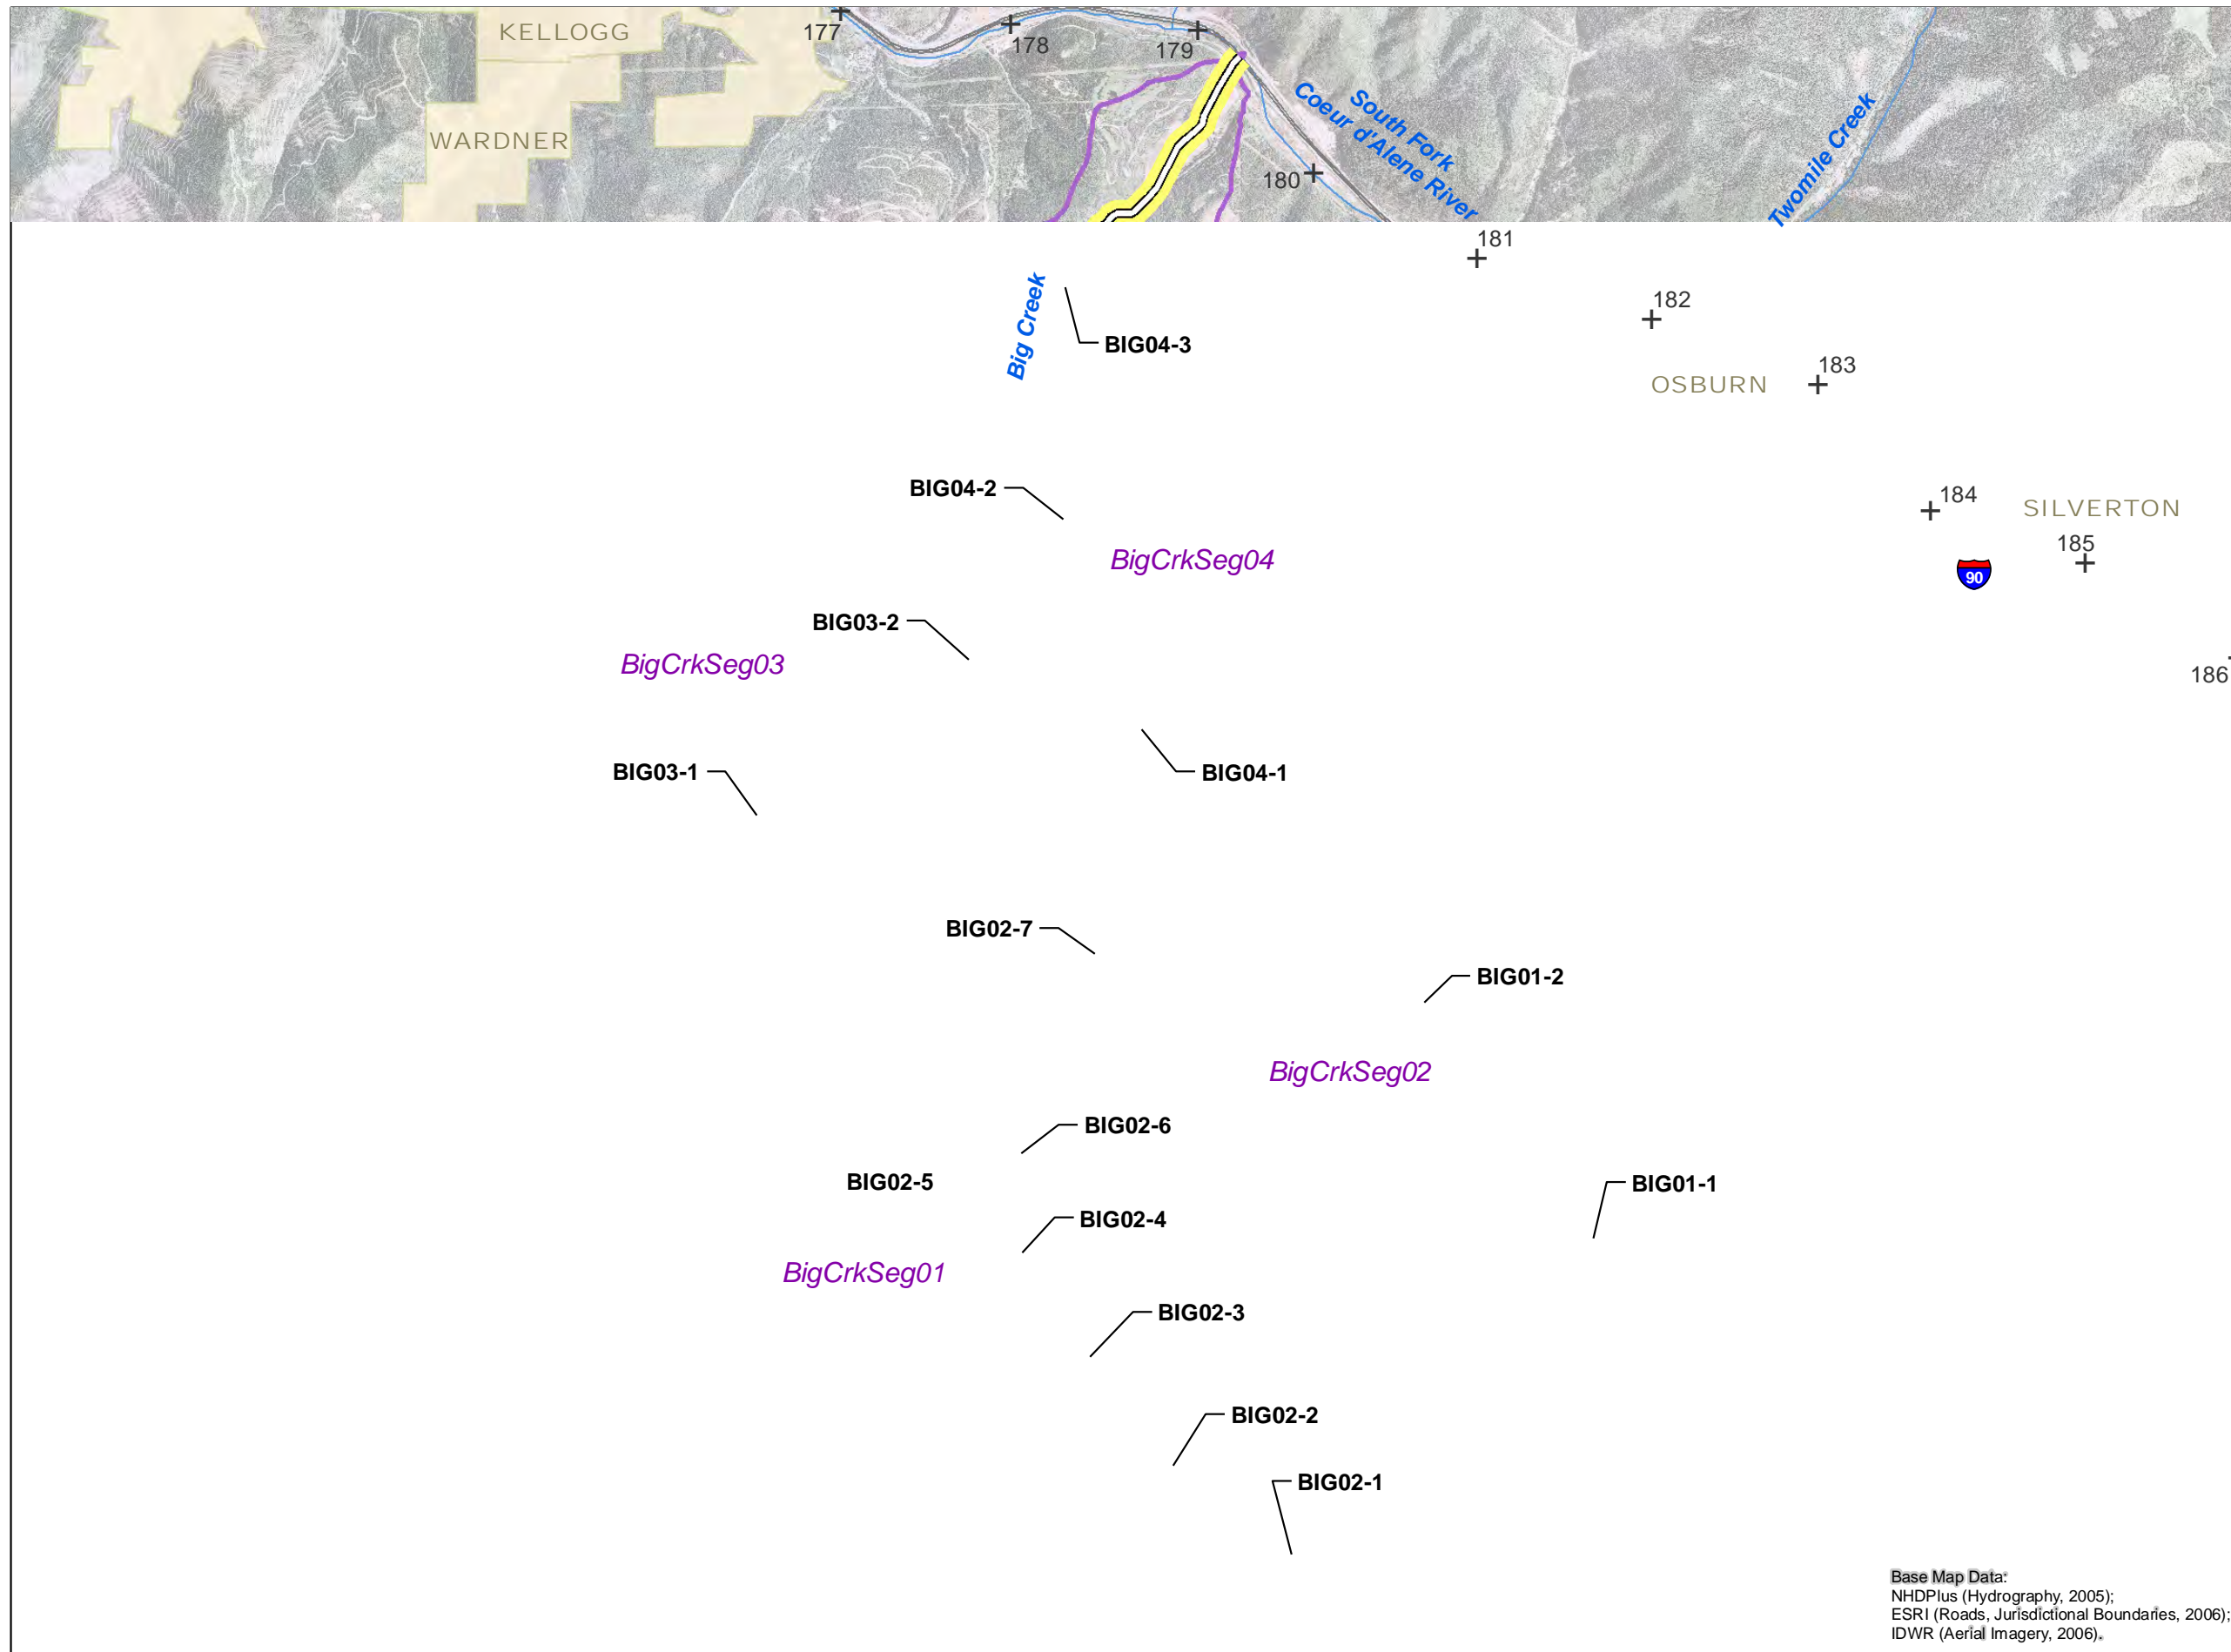 KELLOGG
177
178
179
WARDNER
South Fork
Coeur d'Alene River
Twomile Creek
180
181
Big Creek
182
BIG04-3
183
OSBURN
BIG04-2
184
SILVERTON
185
BigCrkSeg04
90
BIG03-2
BigCrkSeg03
186
BIG03-1
BIG04-1
BIG02-7
BIG01-2
BigCrkSeg02
BIG02-6
BIG02-5
BIG01-1
BIG02-4
BigCrkSeg01
BIG02-3
BIG02-2
BIG02-1
Base Map Data:
NHDPlus (Hydrography, 2005);
ESRI (Roads, Jurisdictional Boundaries, 2006);
IDWR (Aerial Imagery, 2006).